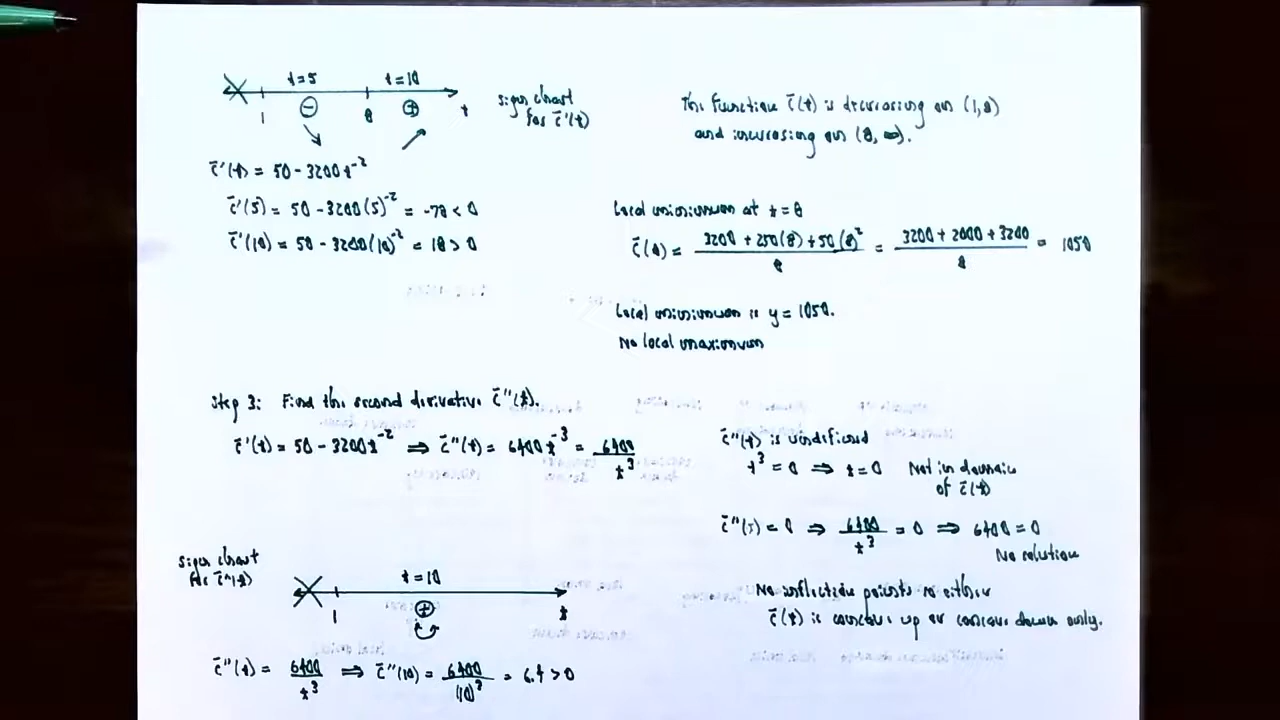 t=5 t=10
1 ⊖ 8 ⊕ t
sign chart
for c̄'(t)
The function c̄(t) is decreasing on (1,8)
and increasing on (8,∞).
c̄'(t) = 50 - 3200t⁻²
c̄'(5) = 50 - 3200(5)⁻² = -78 < 0
c̄'(10) = 50 - 3200(10)⁻² = 18 > 0
Local minimum at t=8
c̄(8) = (3200 + 250(8) + 50(8)²)/8 = (3200 + 2000 + 3200)/8 = 1050
Local minimum is y = 1050.
No local maximum
Step 3: Find the second derivative c̄''(t).
c̄'(t) = 50 - 3200t⁻² ⟹ c̄''(t) = 6400t⁻³ = 6400/t³
c̄''(t) is undefined
t³ = 0 ⟹ t=0 Not in domain
of c̄(t)
c̄''(t) = 0 ⟹ 6400/t³ = 0 ⟹ 6400 = 0
No solution
sign chart
for c̄''(t)
t=10
1 ⊕ t
No inflection points so either
c̄(t) is concave up or concave down only.
c̄''(t) = 6400/t³ ⟹ c̄''(10) = 6400/(10)³ = 6.4 > 0